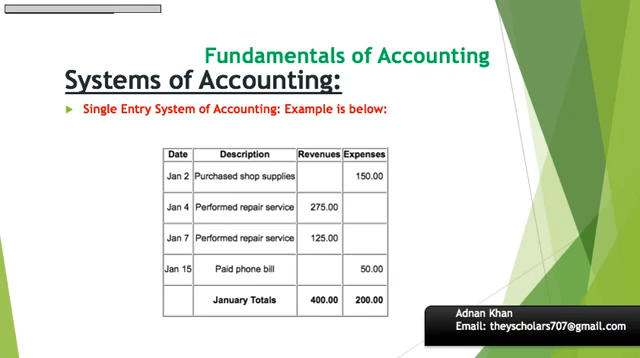 Fundamentals of Accounting
Systems of Accounting:
Single Entry System of Accounting: Example is below:
Date Description Revenues Expenses
Jan 2 Purchased shop supplies 150.00
Jan 4 Performed repair service 275.00
Jan 7 Performed repair service 125.00
Jan 15 Paid phone bill 50.00
January Totals 400.00 200.00
Adnan Khan
Email: theyscholars707@gmail.com